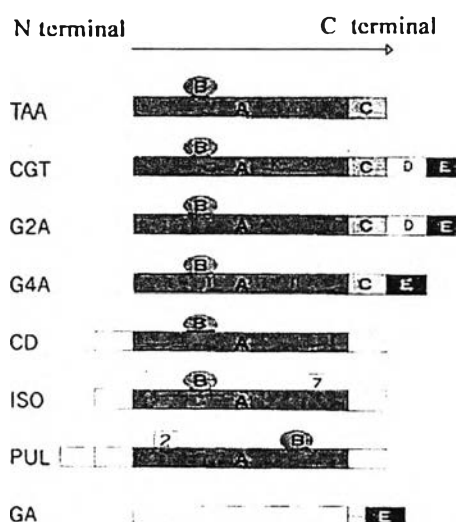 N terminal C terminal
B
TAA A C
B
CGT A C D E
B
G2A A C D E
B
G4A A C E
B
CD A
B 7
ISO A
2 B
PUL A
GA E